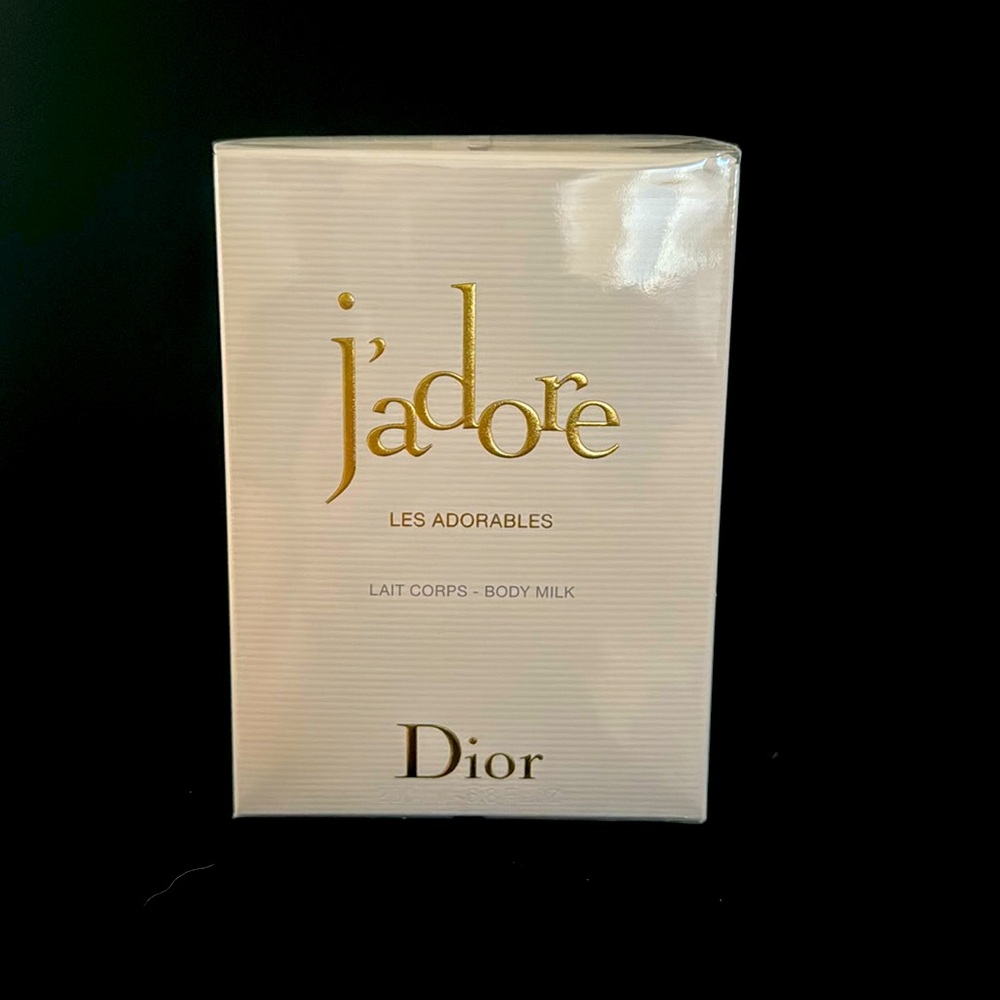 j'adore
LES ADORABLES
LAIT CORPS - BODY MILK
Dior